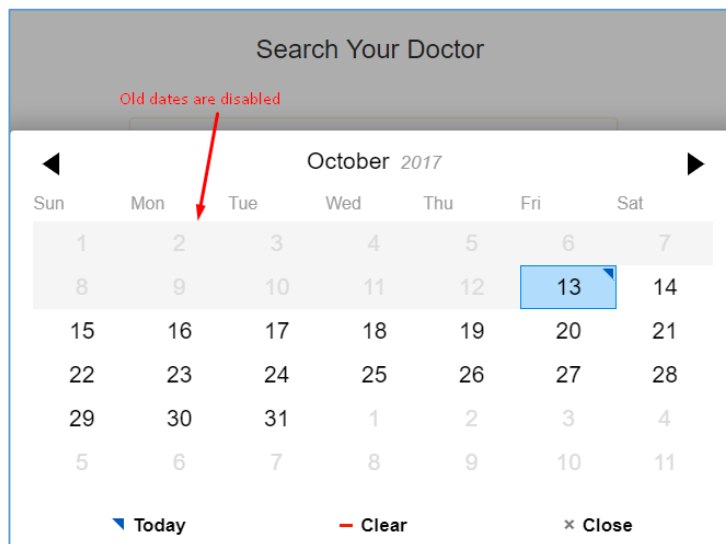 Search Your Doctor
Old dates are disabled
October 2017
Sun Mon Tue Wed Thu Fri Sat
1 2 3 4 5 6 7
8 9 10 11 12 13 14
15 16 17 18 19 20 21
22 23 24 25 26 27 28
29 30 31 1 2 3 4
5 6 7 8 9 10 11
Today Clear × Close